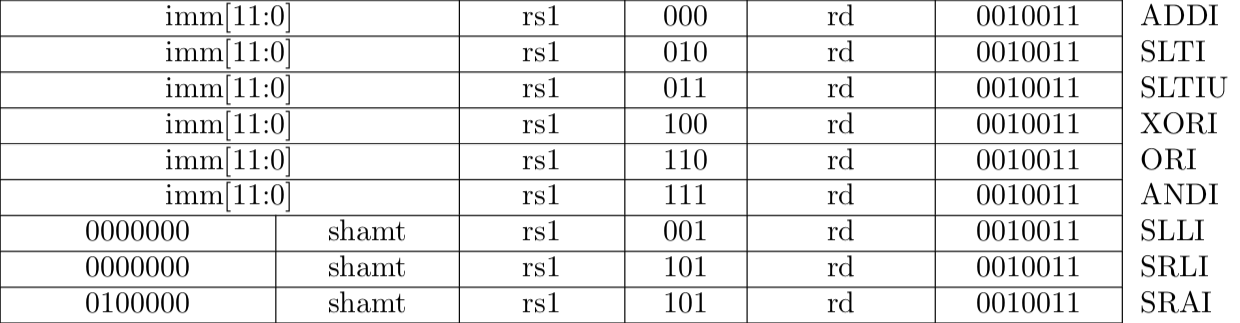 imm[11:0] rs1 000 rd 0010011 ADDI
imm[11:0] rs1 010 rd 0010011 SLTI
imm[11:0] rs1 011 rd 0010011 SLTIU
imm[11:0] rs1 100 rd 0010011 XORI
imm[11:0] rs1 110 rd 0010011 ORI
imm[11:0] rs1 111 rd 0010011 ANDI
0000000 shamt rs1 001 rd 0010011 SLLI
0000000 shamt rs1 101 rd 0010011 SRLI
0100000 shamt rs1 101 rd 0010011 SRAI